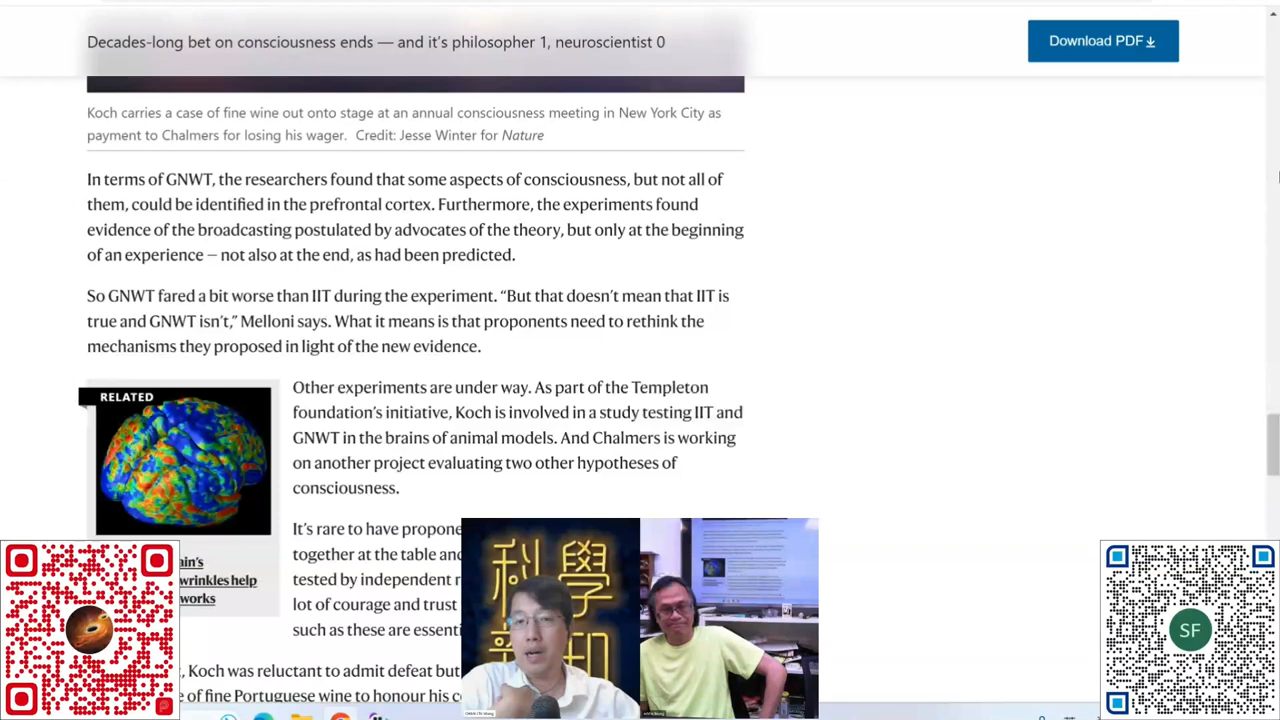 Decades-long bet on consciousness ends — and it's philosopher 1, neuroscientist 0
Download PDF
Koch carries a case of fine wine out onto stage at an annual consciousness meeting in New York City as
payment to Chalmers for losing his wager. Credit: Jesse Winter for Nature
In terms of GNWT, the researchers found that some aspects of consciousness, but not all of
them, could be identified in the prefrontal cortex. Furthermore, the experiments found
evidence of the broadcasting postulated by advocates of the theory, but only at the beginning
of an experience — not also at the end, as had been predicted.
So GNWT fared a bit worse than IIT during the experiment. “But that doesn’t mean that IIT is
true and GNWT isn’t,” Melloni says. What it means is that proponents need to rethink the
mechanisms they proposed in light of the new evidence.
RELATED
Other experiments are under way. As part of the Templeton
foundation’s initiative, Koch is involved in a study testing IIT and
GNWT in the brains of animal models. And Chalmers is working
on another project evaluating two other hypotheses of
consciousness.
wrinkles help
works
It’s rare to have
together at the table and
tested by independent
lot of courage and trust
such as these are
Koch was reluctant to admit defeat but
of fine Portuguese wine to honour his
科學
SF